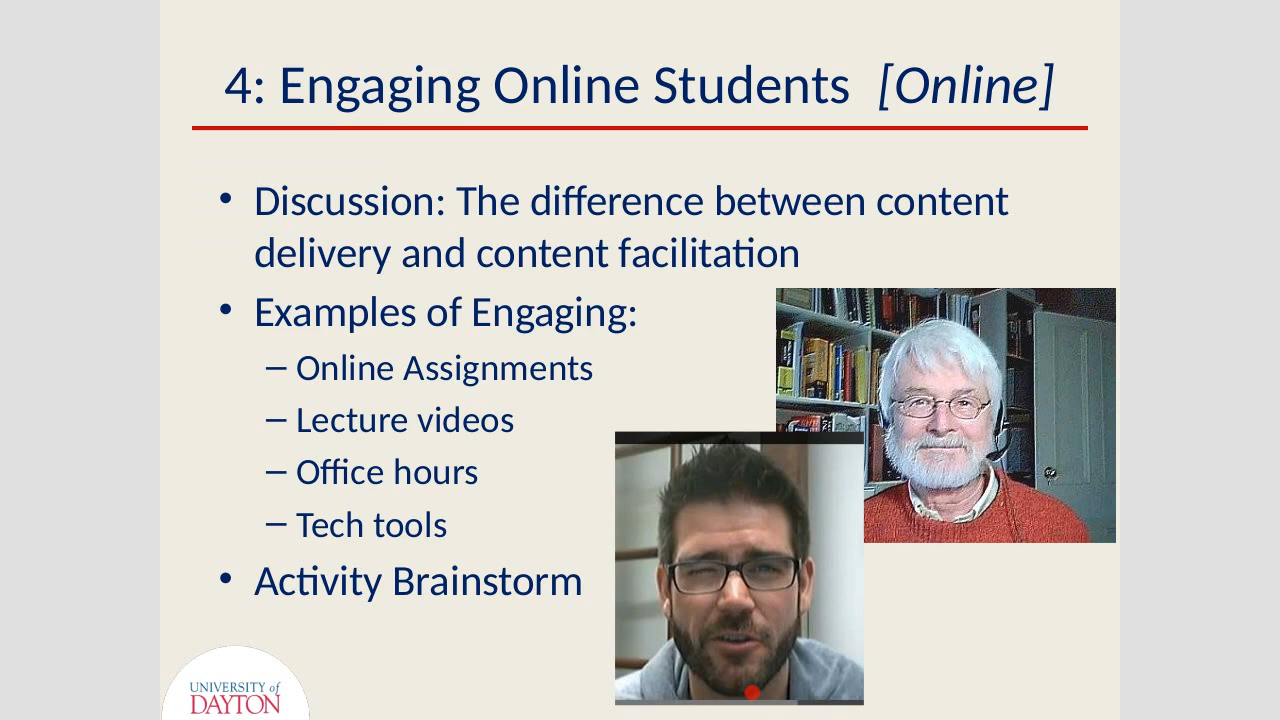 4: Engaging Online Students [Online]
• Discussion: The difference between content
delivery and content facilitation
• Examples of Engaging:
– Online Assignments
– Lecture videos
– Office hours
– Tech tools
• Activity Brainstorm
UNIVERSITY of
DAYTON